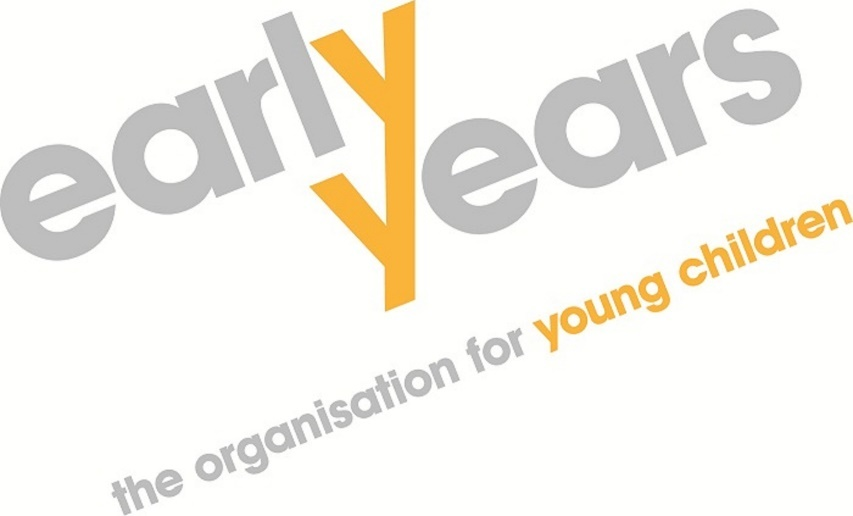 early years
the organisation for young children